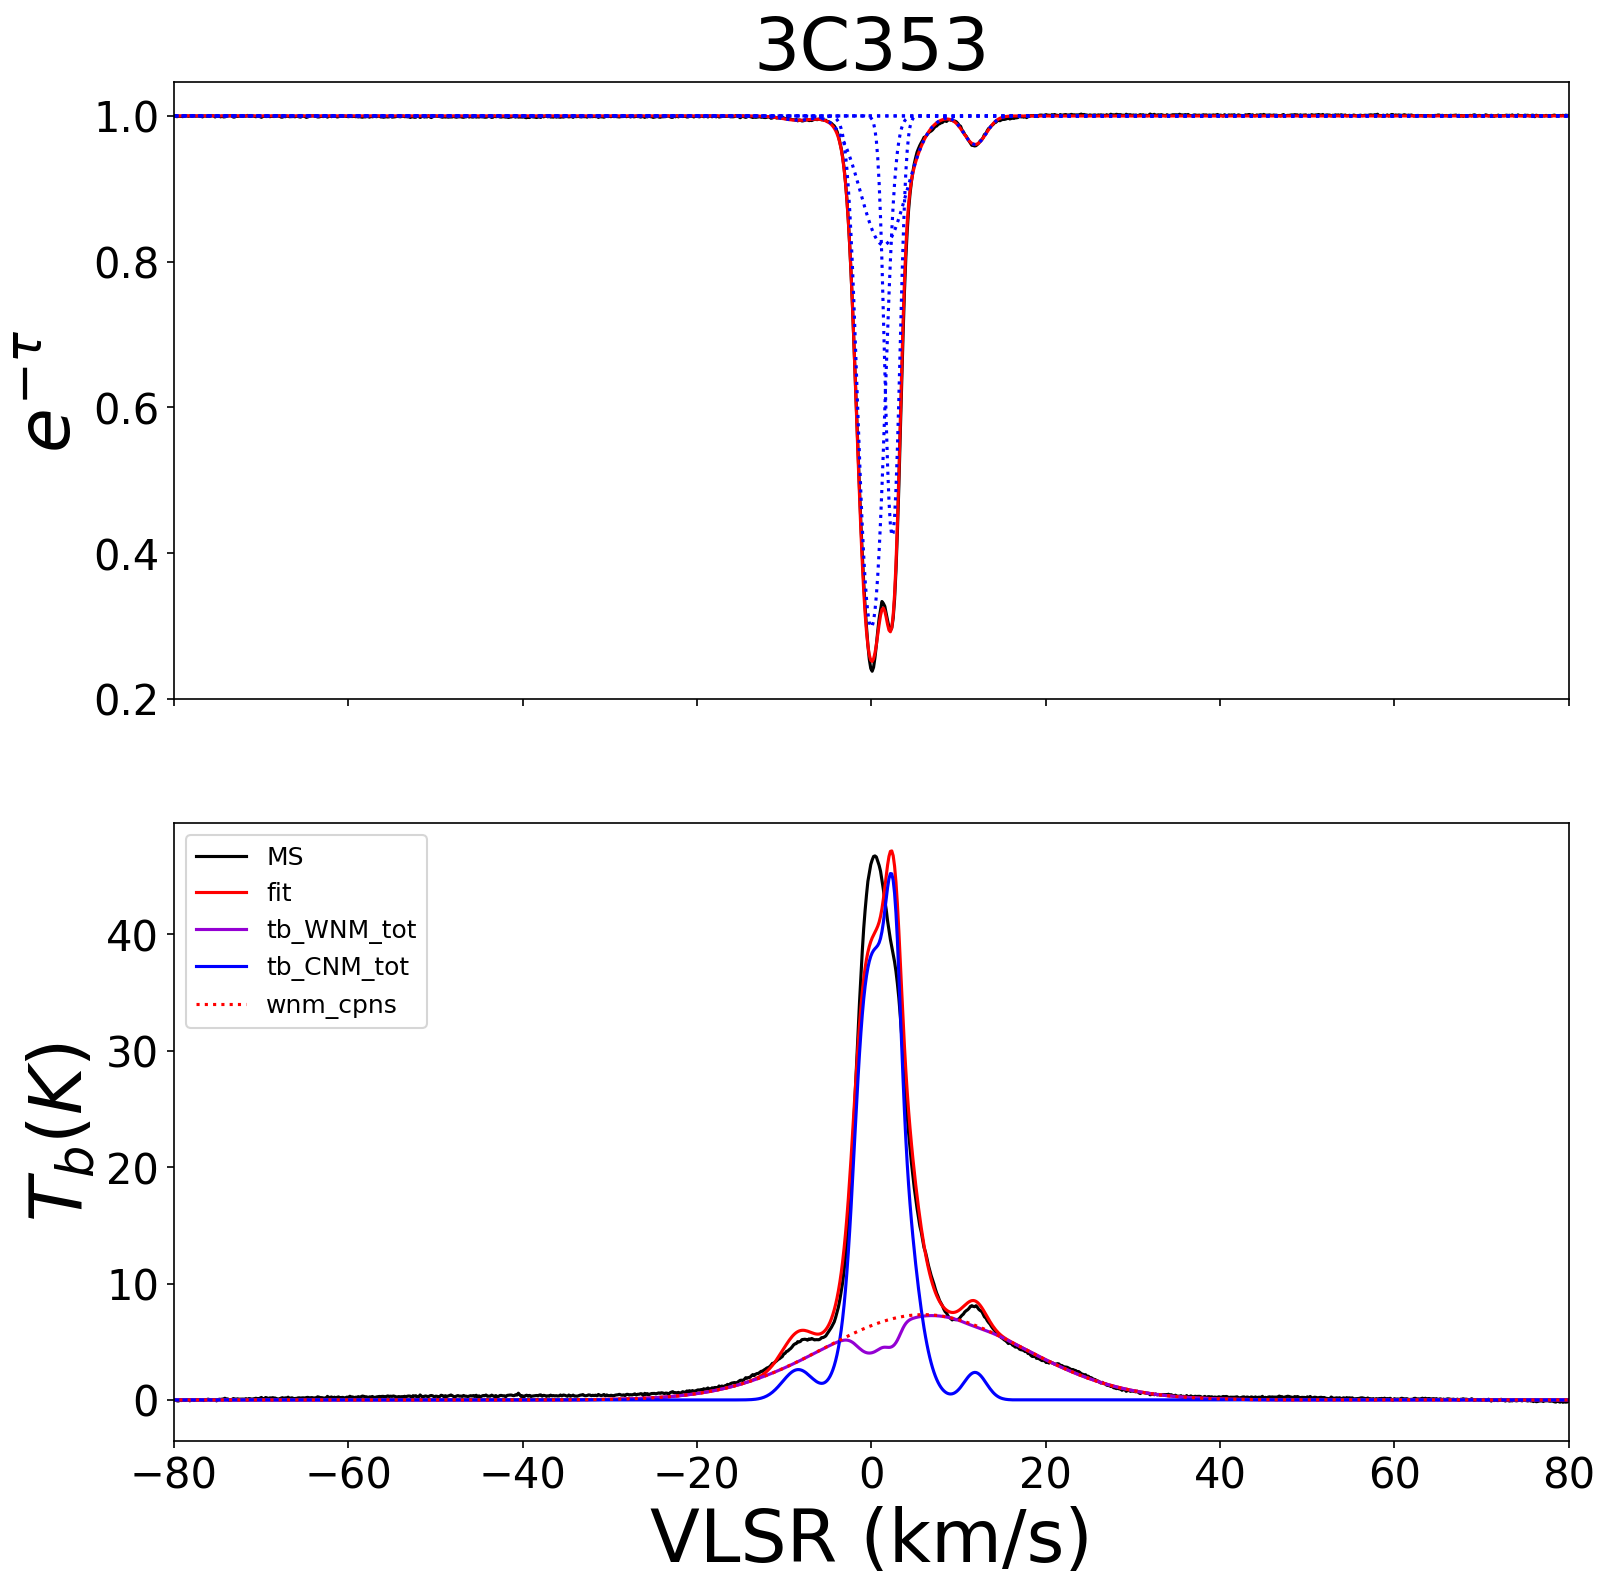 3C353
1.0
0.8
0.6
0.4
0.2
e^{-τ}
MS
fit
tb_WNM_tot
tb_CNM_tot
wnm_cpns
40
30
20
10
0
T_b(K)
−80 −60 −40 −20 0 20 40 60 80
VLSR (km/s)